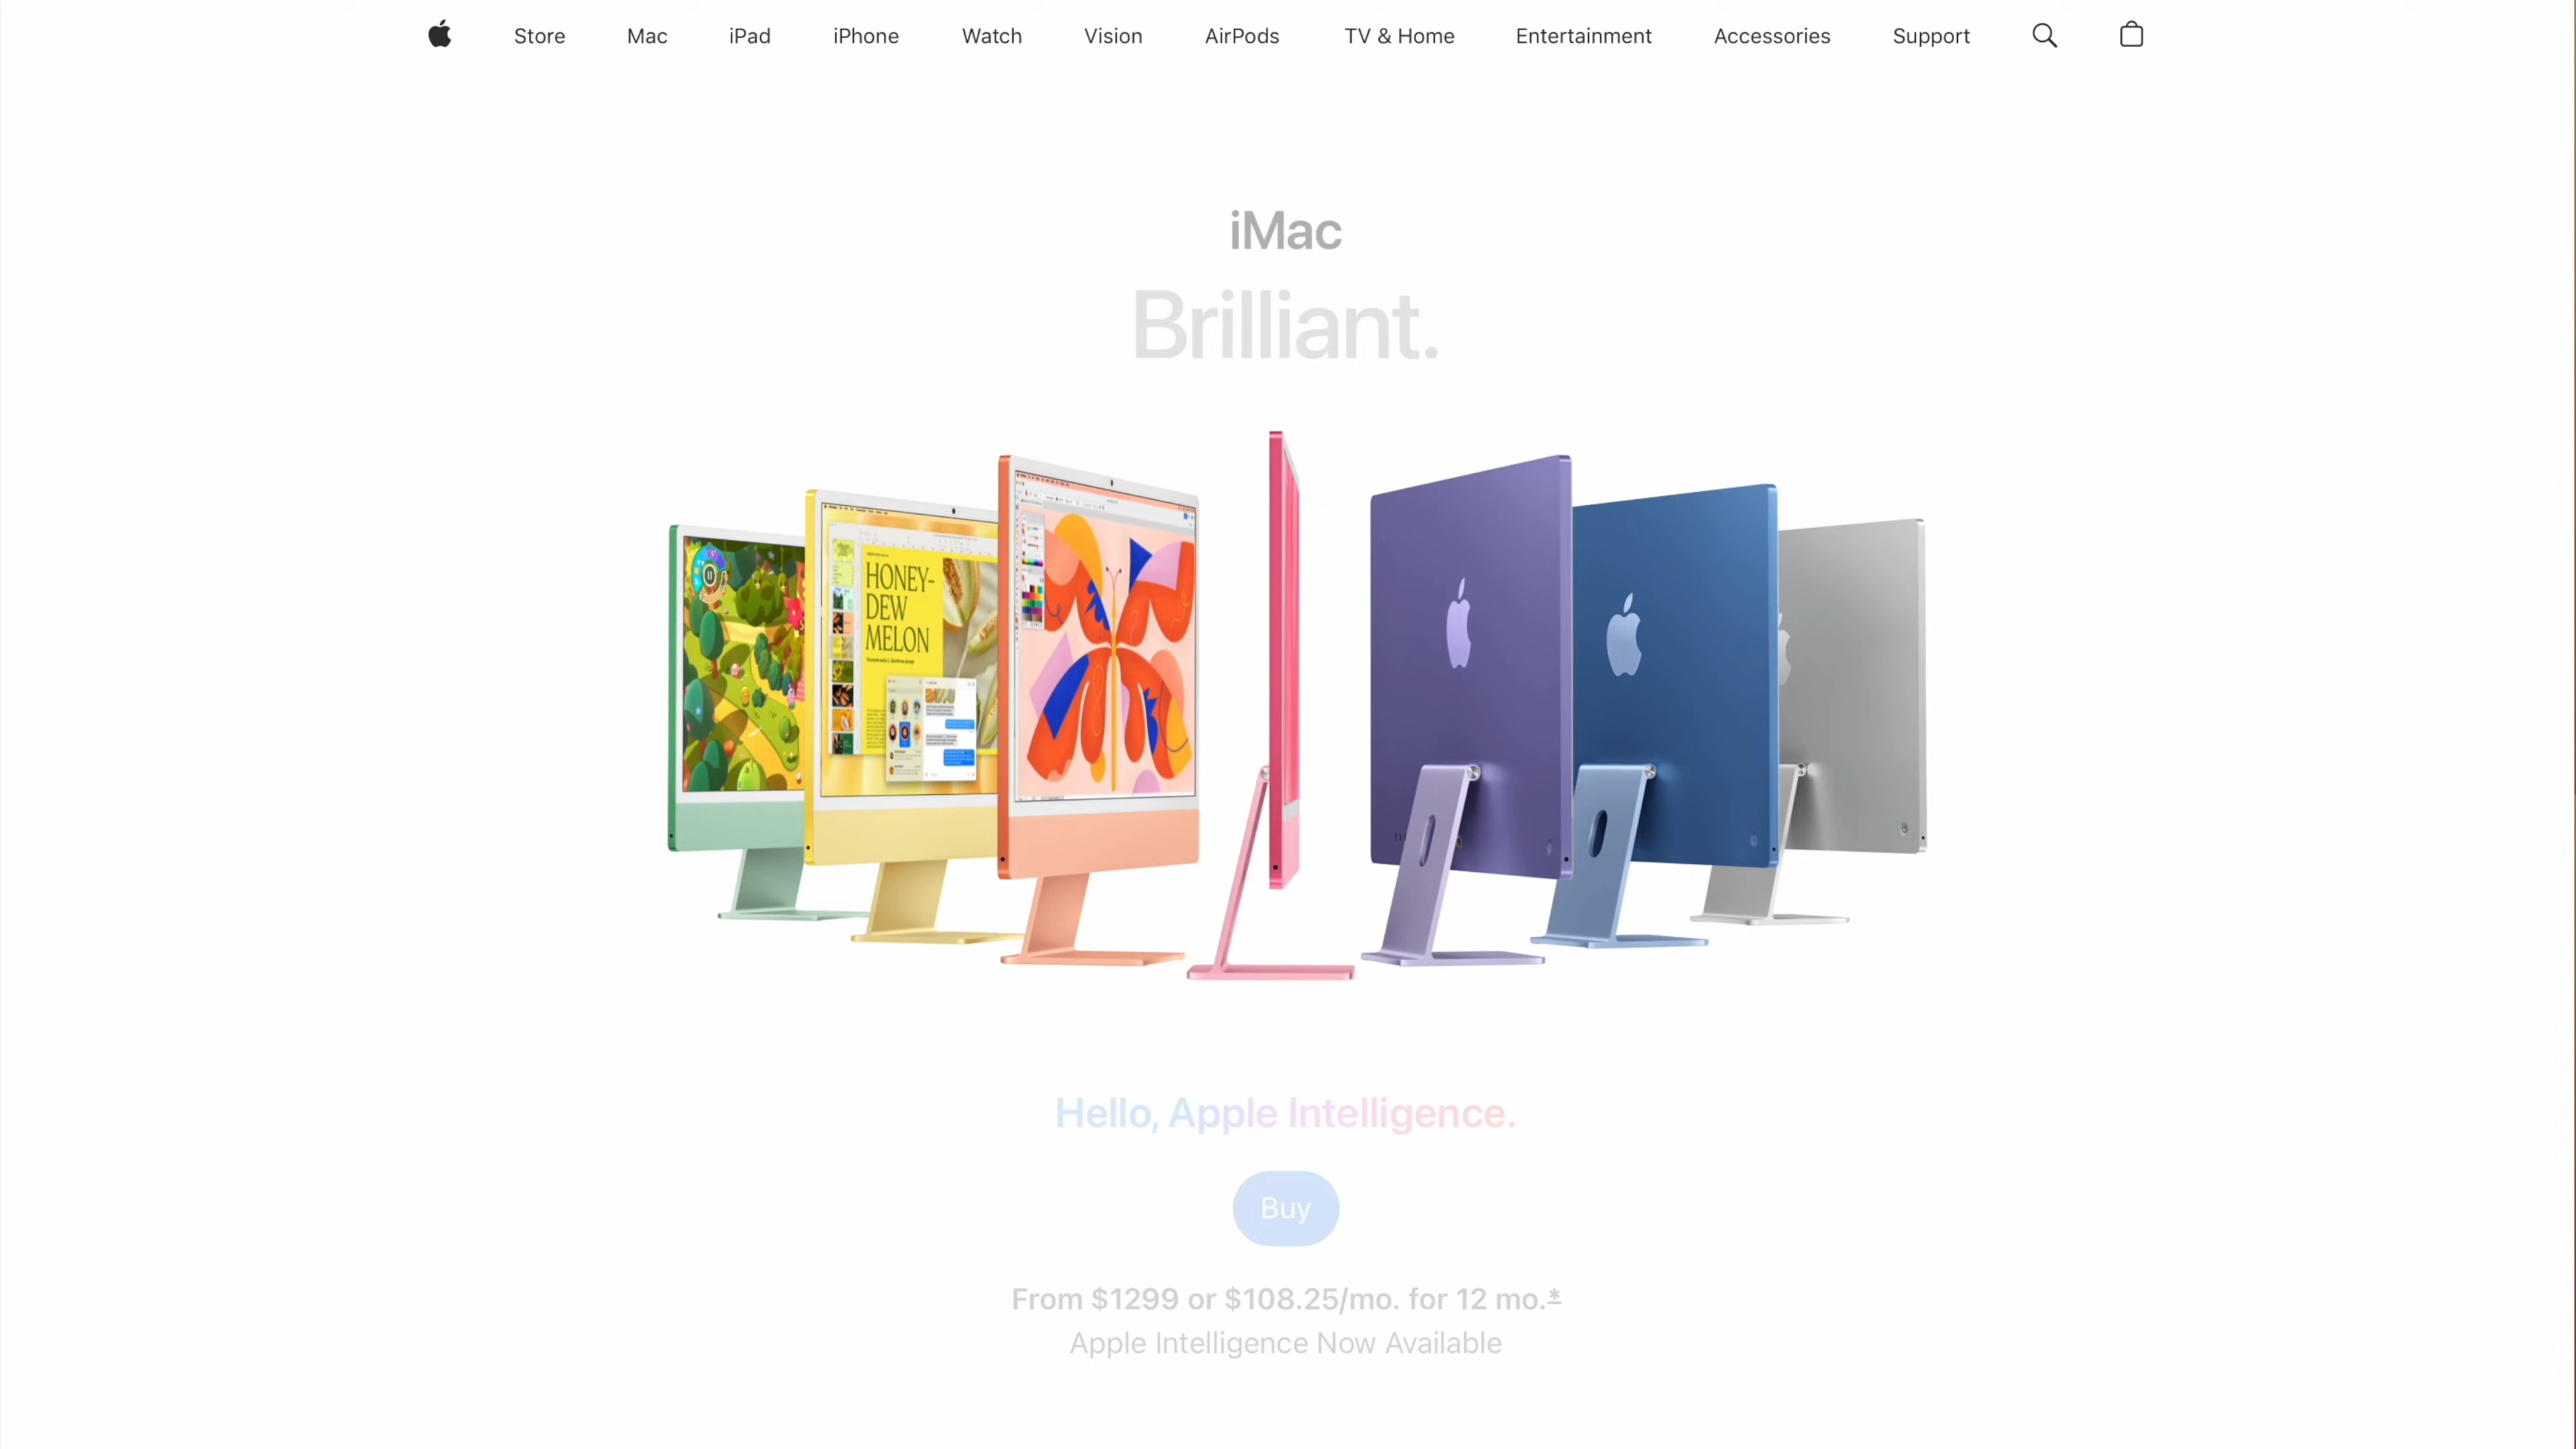 Store Mac iPad iPhone Watch Vision AirPods TV & Home Entertainment Accessories Support
iMac
Brilliant.
HONEY-
DEW
MELON
Hello, Apple Intelligence.
Buy
From $1299 or $108.25/mo. for 12 mo.*
Apple Intelligence Now Available